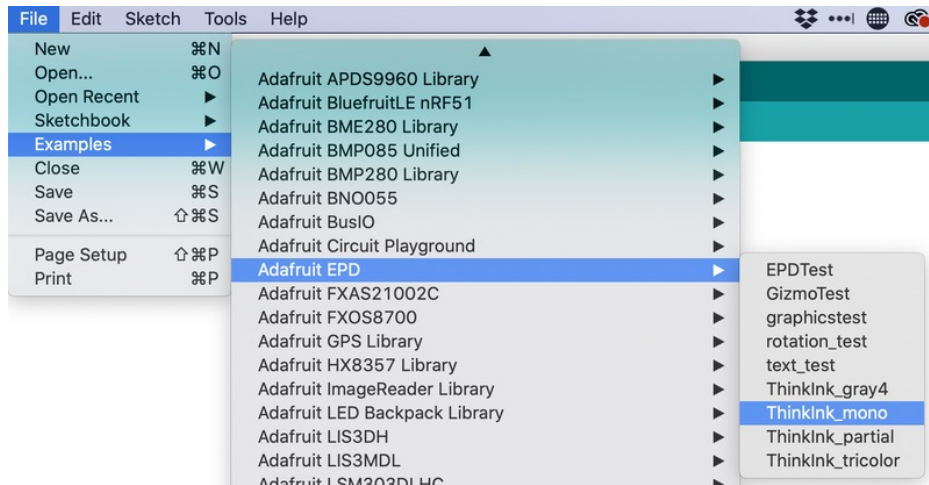 File Edit Sketch Tools Help
New ⌘N
Open... ⌘O
Open Recent ▶
Sketchbook ▶
Examples ▶
Close ⌘W
Save ⌘S
Save As... ⇧⌘S
Page Setup ⇧⌘P
Print ⌘P
Adafruit APDS9960 Library ▶
Adafruit BluefruitLE nRF51 ▶
Adafruit BME280 Library ▶
Adafruit BMP085 Unified ▶
Adafruit BMP280 Library ▶
Adafruit BNO055 ▶
Adafruit BusIO ▶
Adafruit Circuit Playground ▶
Adafruit EPD ▶
Adafruit FXAS21002C ▶
Adafruit FXOS8700 ▶
Adafruit GPS Library ▶
Adafruit HX8357 Library ▶
Adafruit ImageReader Library ▶
Adafruit LED Backpack Library ▶
Adafruit LIS3DH ▶
Adafruit LIS3MDL ▶
Adafruit LSM303DLHC ▶
EPDTest
GizmoTest
graphicstest
rotation_test
text_test
ThinkInk_gray4
ThinkInk_mono
ThinkInk_partial
ThinkInk_tricolor